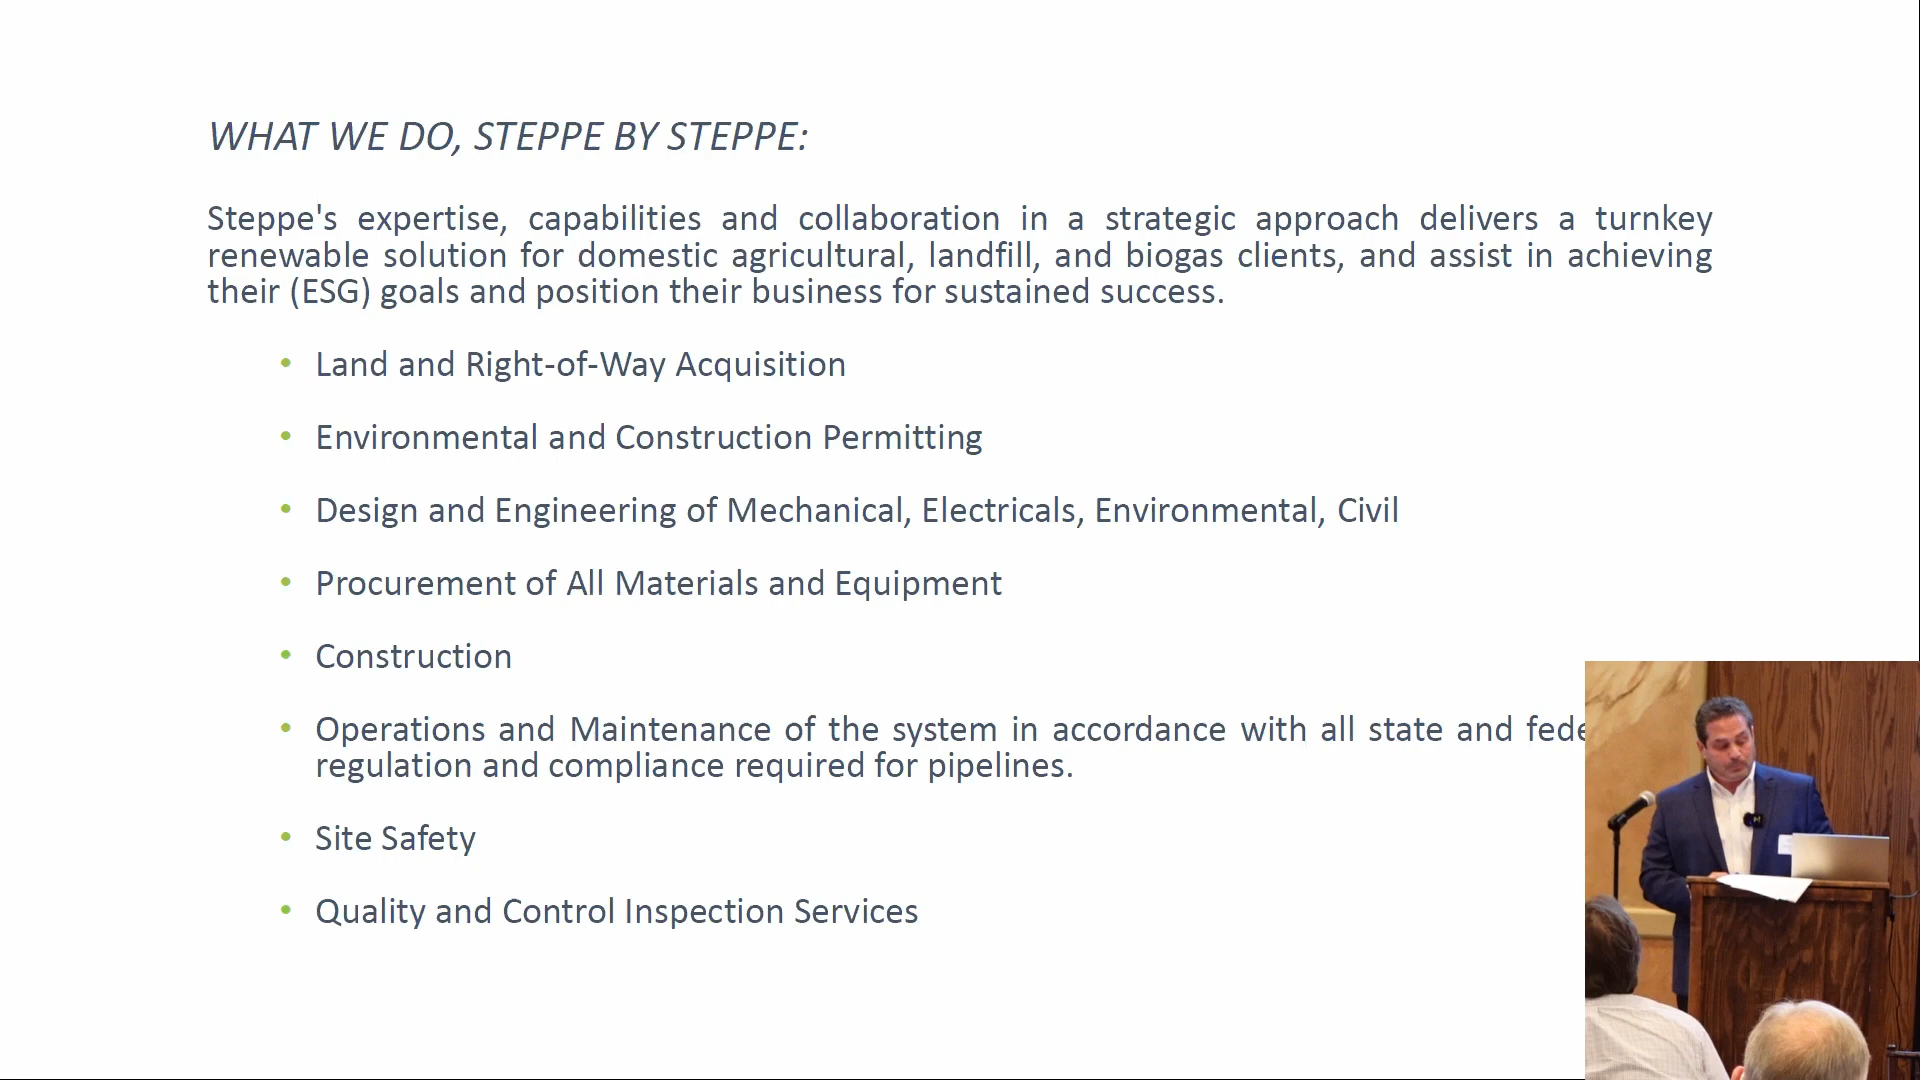 WHAT WE DO, STEPPE BY STEPPE:
Steppe's expertise, capabilities and collaboration in a strategic approach delivers a turnkey
renewable solution for domestic agricultural, landfill, and biogas clients, and assist in achieving
their (ESG) goals and position their business for sustained success.
• Land and Right-of-Way Acquisition
• Environmental and Construction Permitting
• Design and Engineering of Mechanical, Electricals, Environmental, Civil
• Procurement of All Materials and Equipment
• Construction
• Operations and Maintenance of the system in accordance with all state and
regulation and compliance required for pipelines.
• Site Safety
• Quality and Control Inspection Services